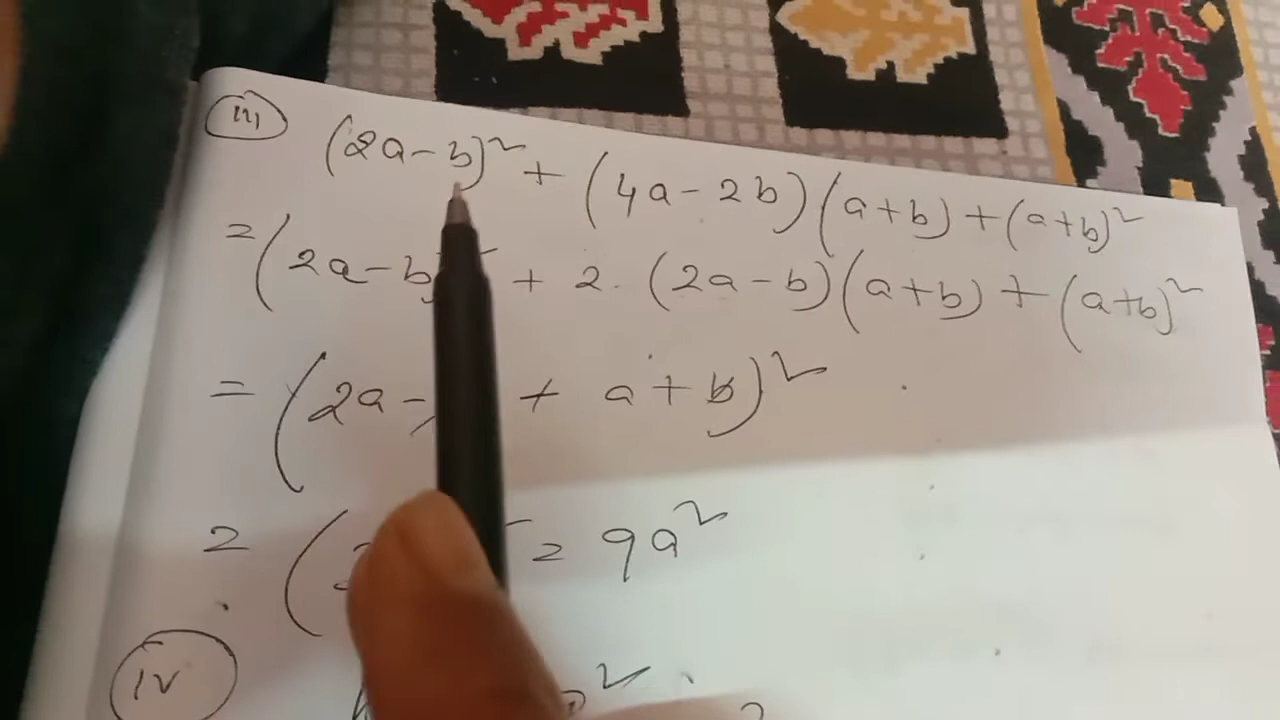 (iii) (2a-b)² + (4a-2b)(a+b)+(a+b)²
=(2a-b)² + 2.(2a-b)(a+b)+(a+b)²
= (2a- + a+b)²
= ( = 9a²
(iv)